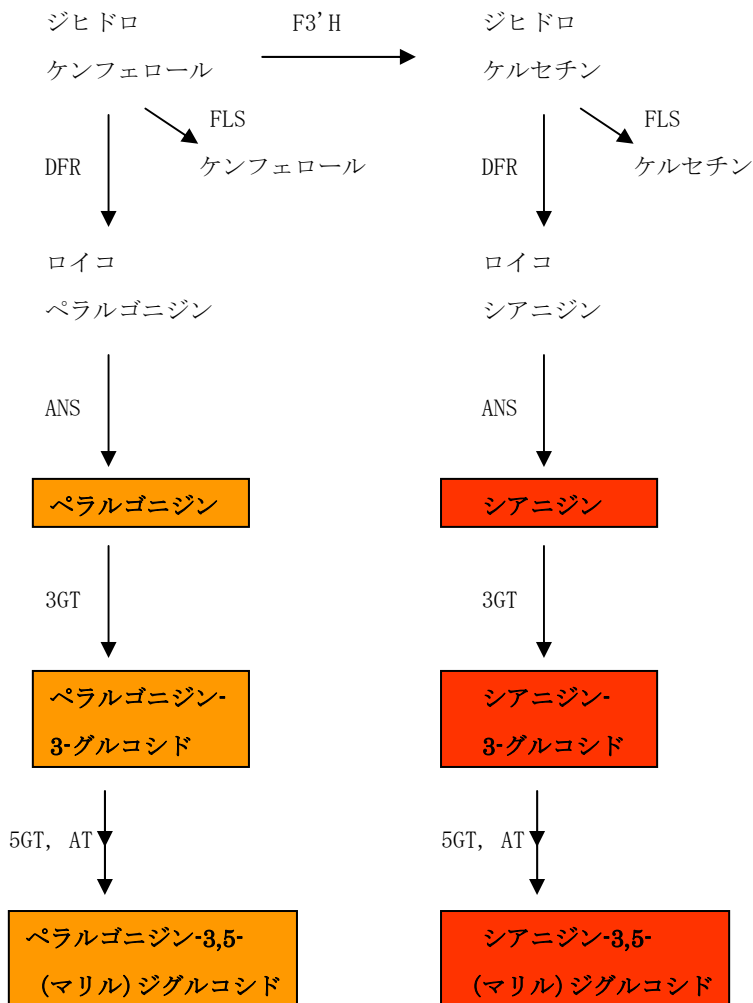 ジヒドロ
ケンフェロール
F3'H
ジヒドロ
ケルセチン
FLS
ケンフェロール
DFR
FLS
ケルセチン
DFR
ロイコ
ペラルゴニジン
ロイコ
シアニジン
ANS
ANS
ペラルゴニジン
シアニジン
3GT
3GT
ペラルゴニジン-
3-グルコシド
シアニジン-
3-グルコシド
5GT, AT
5GT, AT
ペラルゴニジン-3,5-
(マリル)ジグルコシド
シアニジン-3,5-
(マリル)ジグルコシド